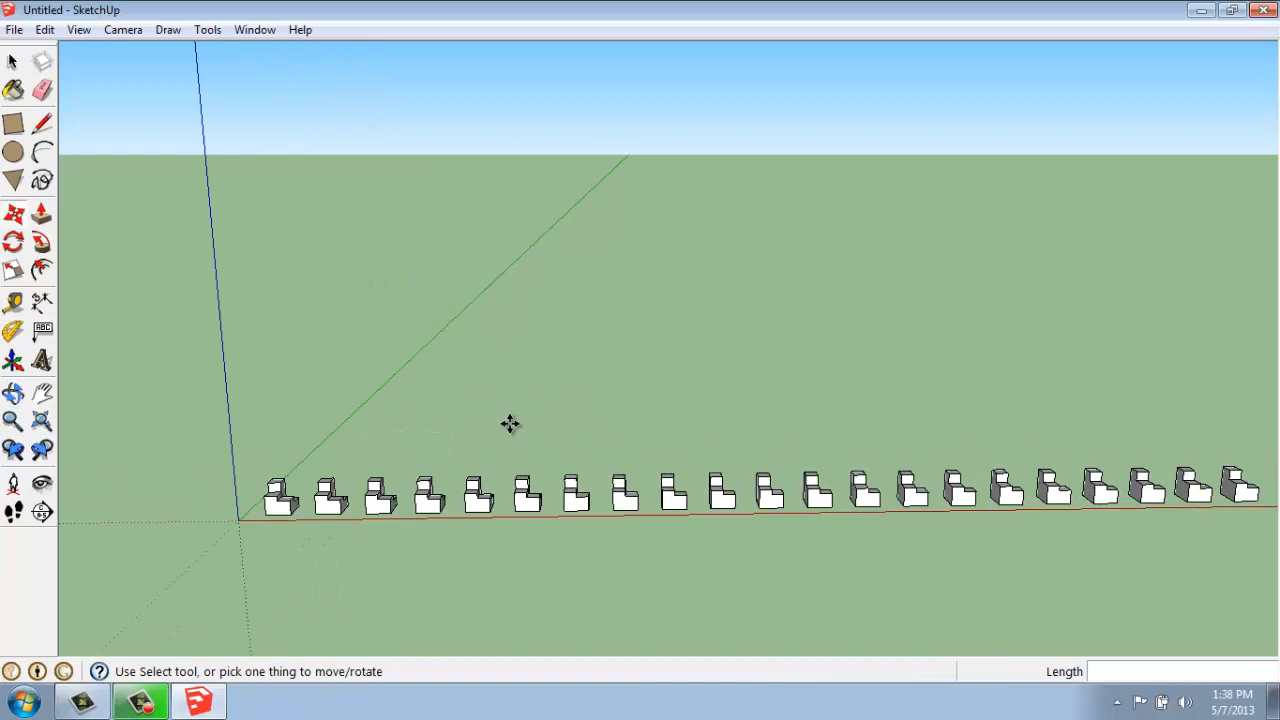 Untitled - SketchUp
File Edit View Camera Draw Tools Window Help
ABC
A
Use Select tool, or pick one thing to move/rotate
Length
1:38 PM
5/7/2013